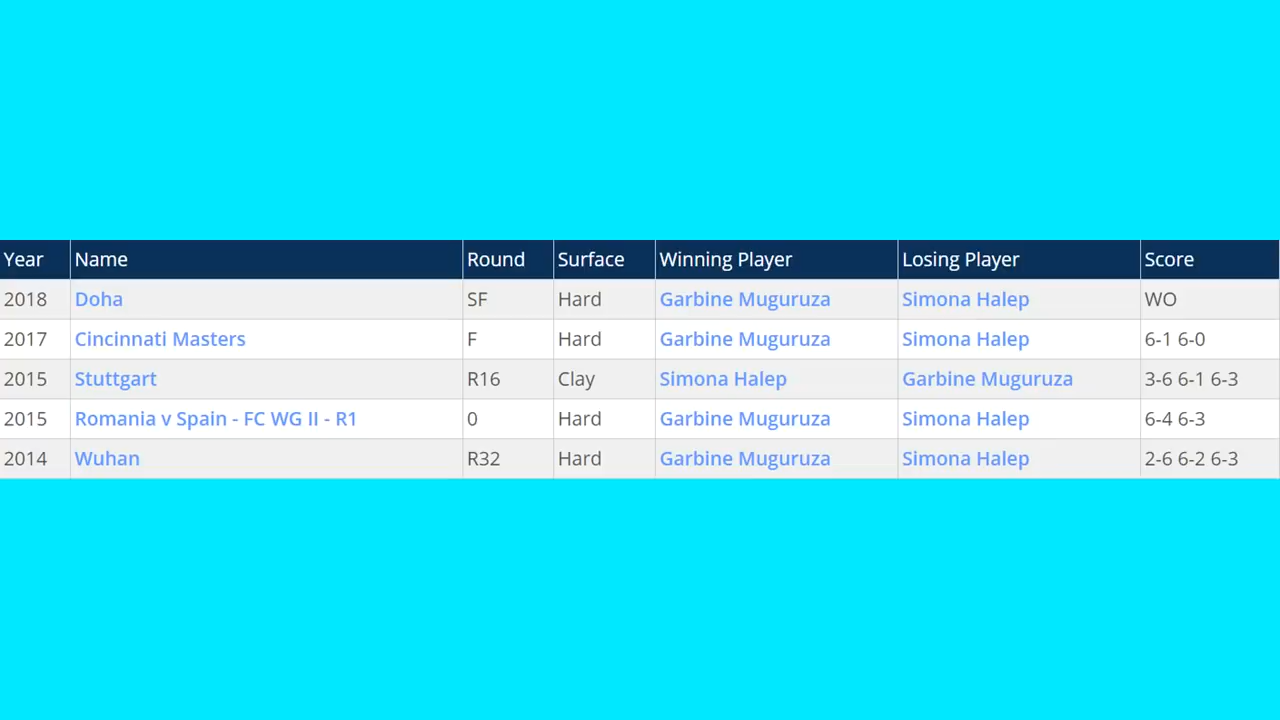 Year Name Round Surface Winning Player Losing Player Score
2018 Doha SF Hard Garbine Muguruza Simona Halep WO
2017 Cincinnati Masters F Hard Garbine Muguruza Simona Halep 6-1 6-0
2015 Stuttgart R16 Clay Simona Halep Garbine Muguruza 3-6 6-1 6-3
2015 Romania v Spain - FC WG II - R1 0 Hard Garbine Muguruza Simona Halep 6-4 6-3
2014 Wuhan R32 Hard Garbine Muguruza Simona Halep 2-6 6-2 6-3